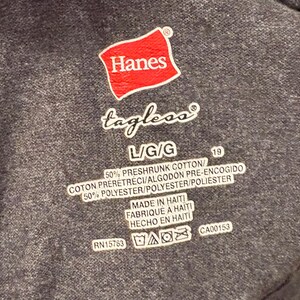 Hanes
tagless®
L/G/G 19
50% PRESHRUNK COTTON/
COTON PRERETRECI/ALGODON PRE-ENCOGIDO
50% POLYESTER/POLYESTER/POLIESTER
MADE IN HAITI
FABRIQUÉ À HAITI
HECHO EN HAITI
RN15763 CA00153